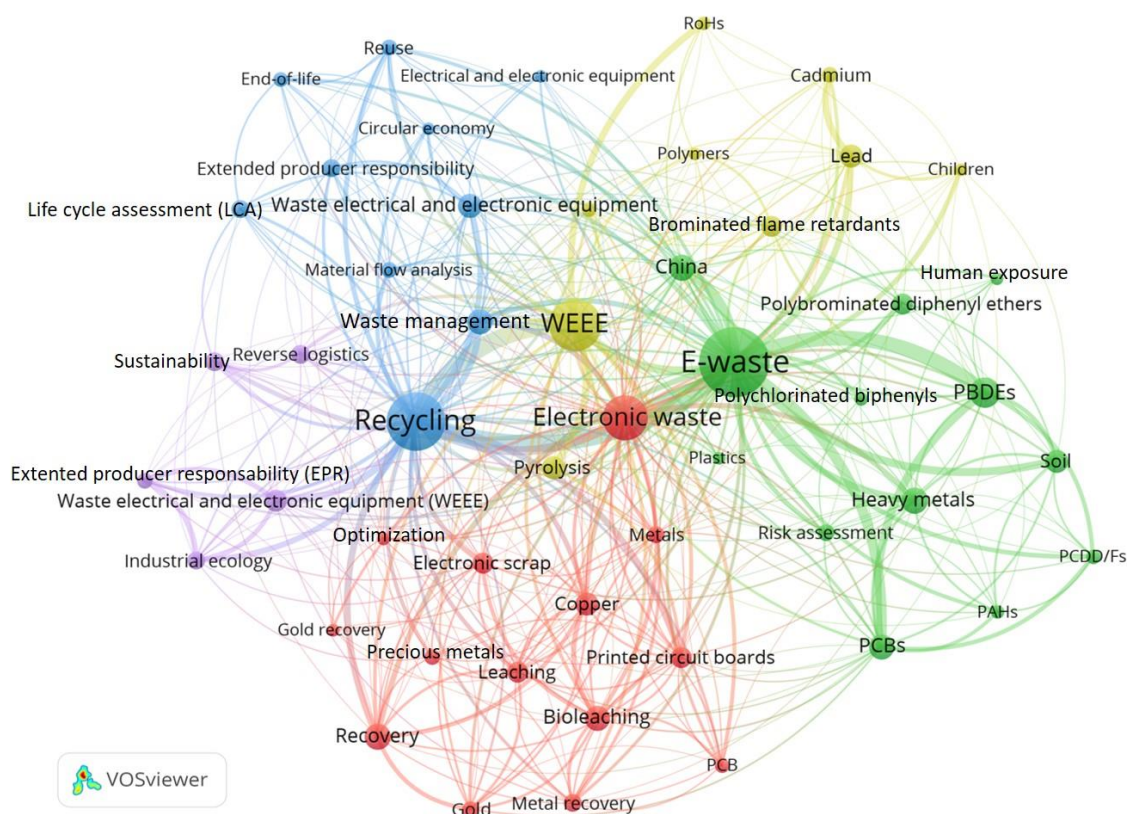 RoHs
Reuse
End-of-life
Electrical and electronic equipment
Cadmium
Circular economy
Polymers
Lead
Extended producer responsibility
Children
Life cycle assessment (LCA)
Waste electrical and electronic equipment
Brominated flame retardants
Material flow analysis
China
Human exposure
Polybrominated diphenyl ethers
Waste management
WEEE
Sustainability
Reverse logistics
E-waste
Polychlorinated biphenyls
PBDEs
Recycling
Electronic waste
Plastics
Soil
Extented producer responsability (EPR)
Pyrolysis
Waste electrical and electronic equipment (WEEE)
Heavy metals
Optimization
Metals
Risk assessment
Industrial ecology
Electronic scrap
PCDD/Fs
Copper
PAHs
Gold recovery
Precious metals
Leaching
Printed circuit boards
PCBs
Bioleaching
Recovery
PCB
VOSviewer
Gold
Metal recovery